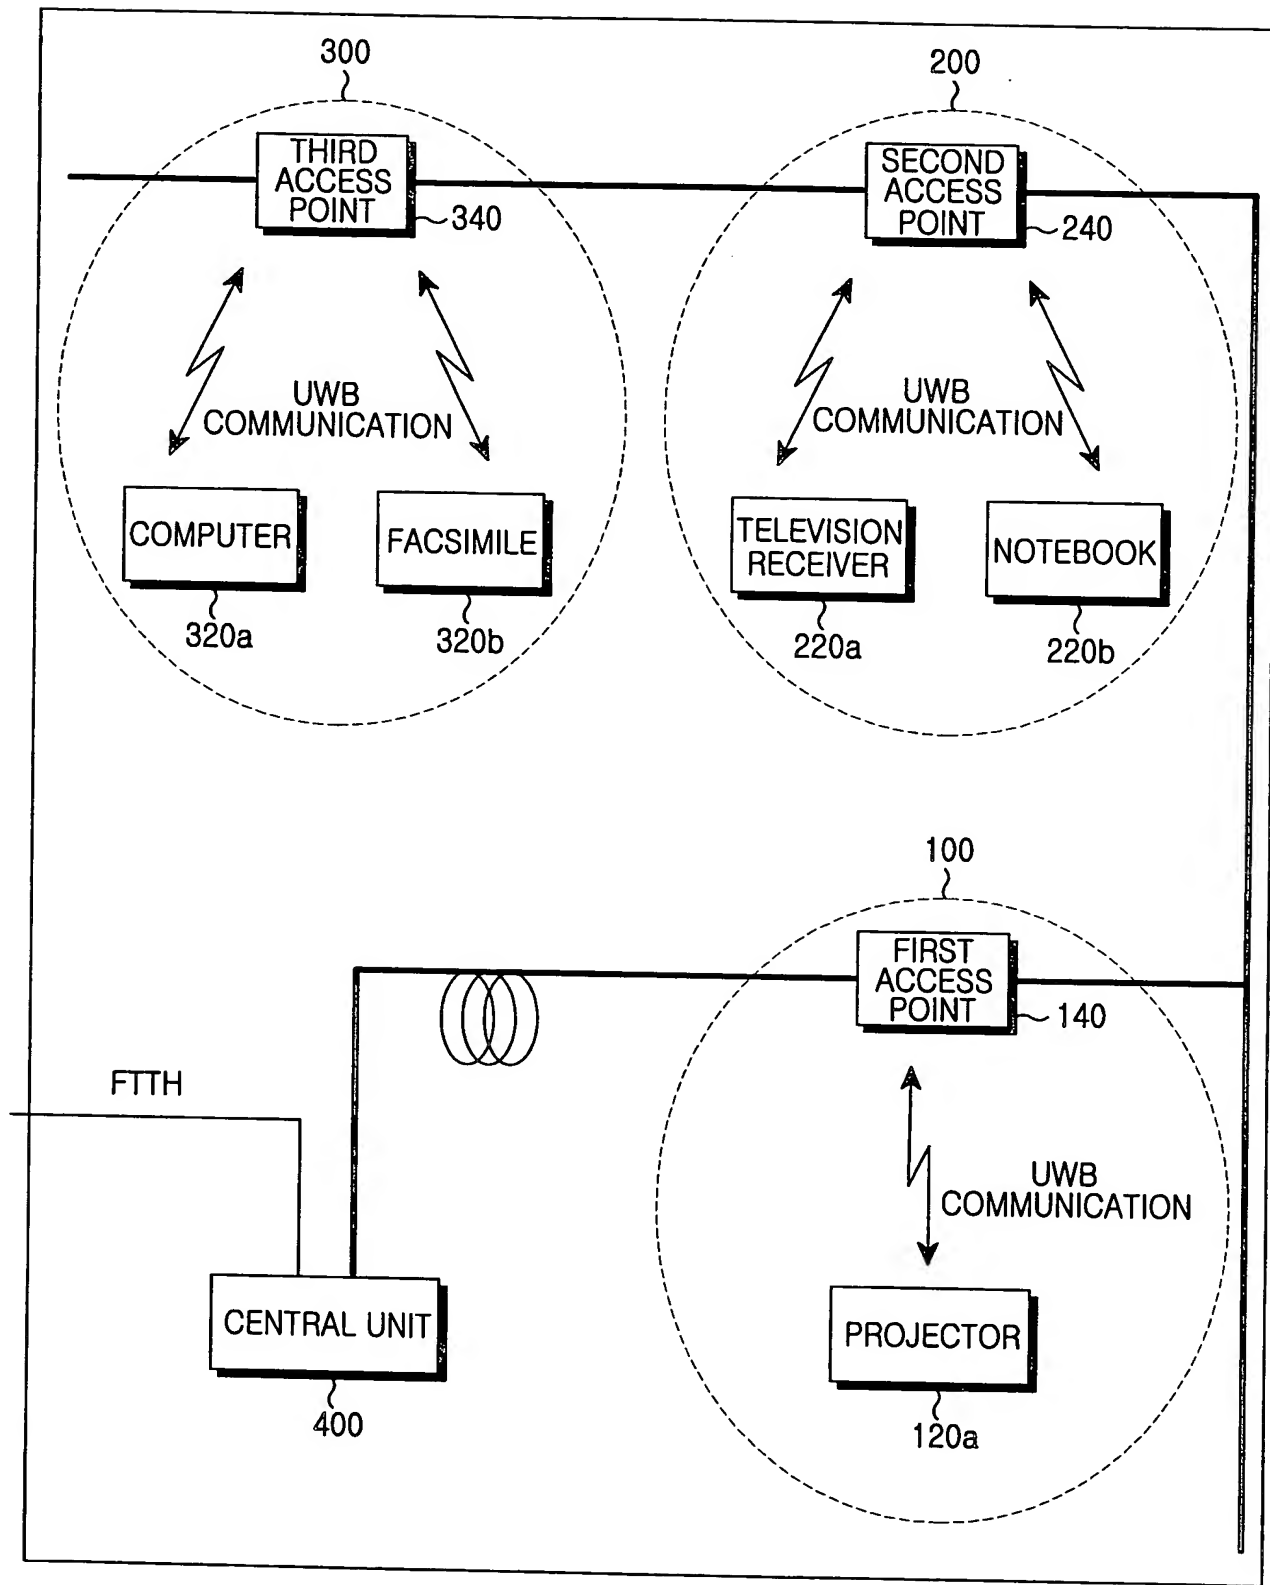 300
200
THIRD
ACCESS
POINT
340
SECOND
ACCESS
POINT
240
UWB
COMMUNICATION
UWB
COMMUNICATION
COMPUTER
FACSIMILE
TELEVISION
RECEIVER
NOTEBOOK
320a
320b
220a
220b
100
FIRST
ACCESS
POINT
140
FTTH
UWB
COMMUNICATION
CENTRAL UNIT
PROJECTOR
400
120a